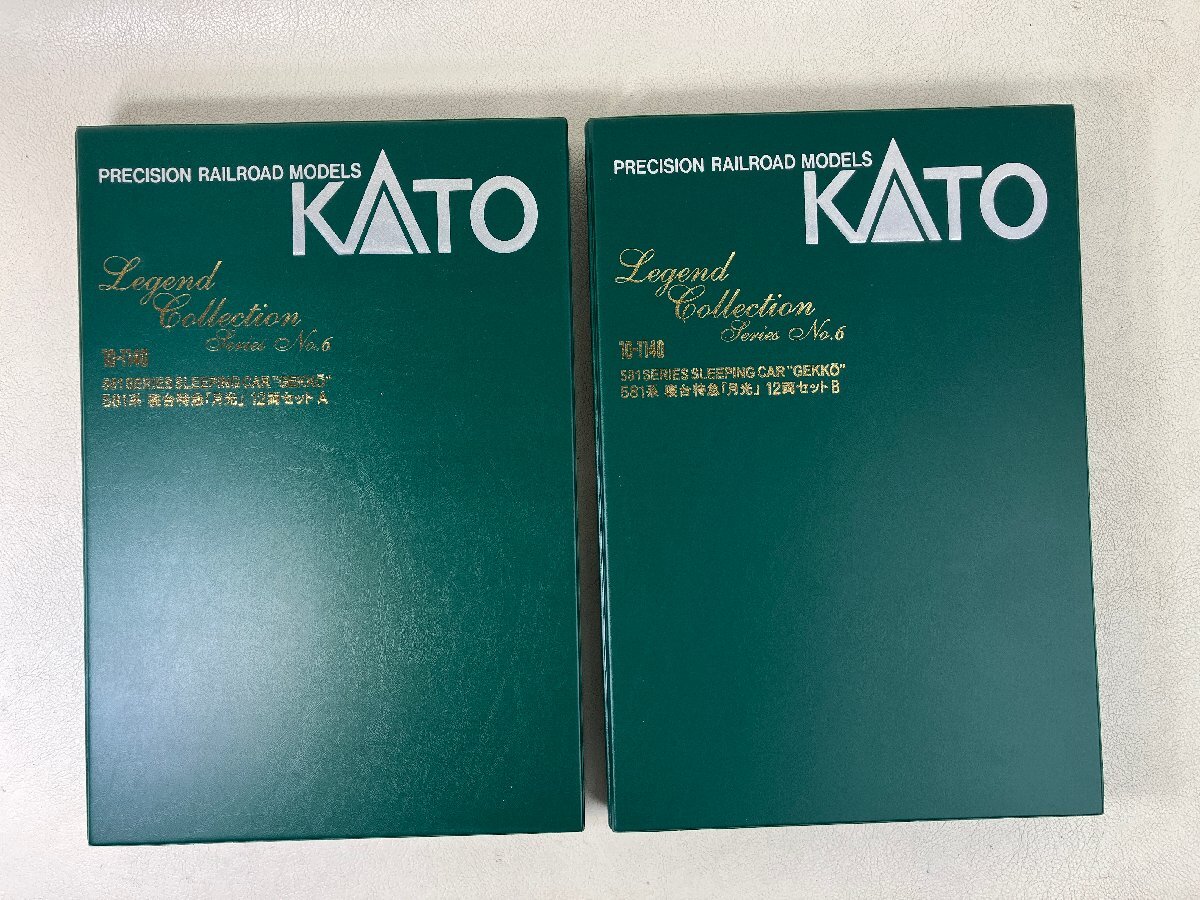 PRECISION RAILROAD MODELS
KATO
Legend
Collection
Series No.6
10-1140
581 SERIES SLEEPING CAR "GEKKŌ"
581系 寝台特急「月光」 12両セット A
PRECISION RAILROAD MODELS
KATO
Legend
Collection
Series No.6
10-1140
581 SERIES SLEEPING CAR "GEKKŌ"
581系 寝台特急「月光」 12両セット B